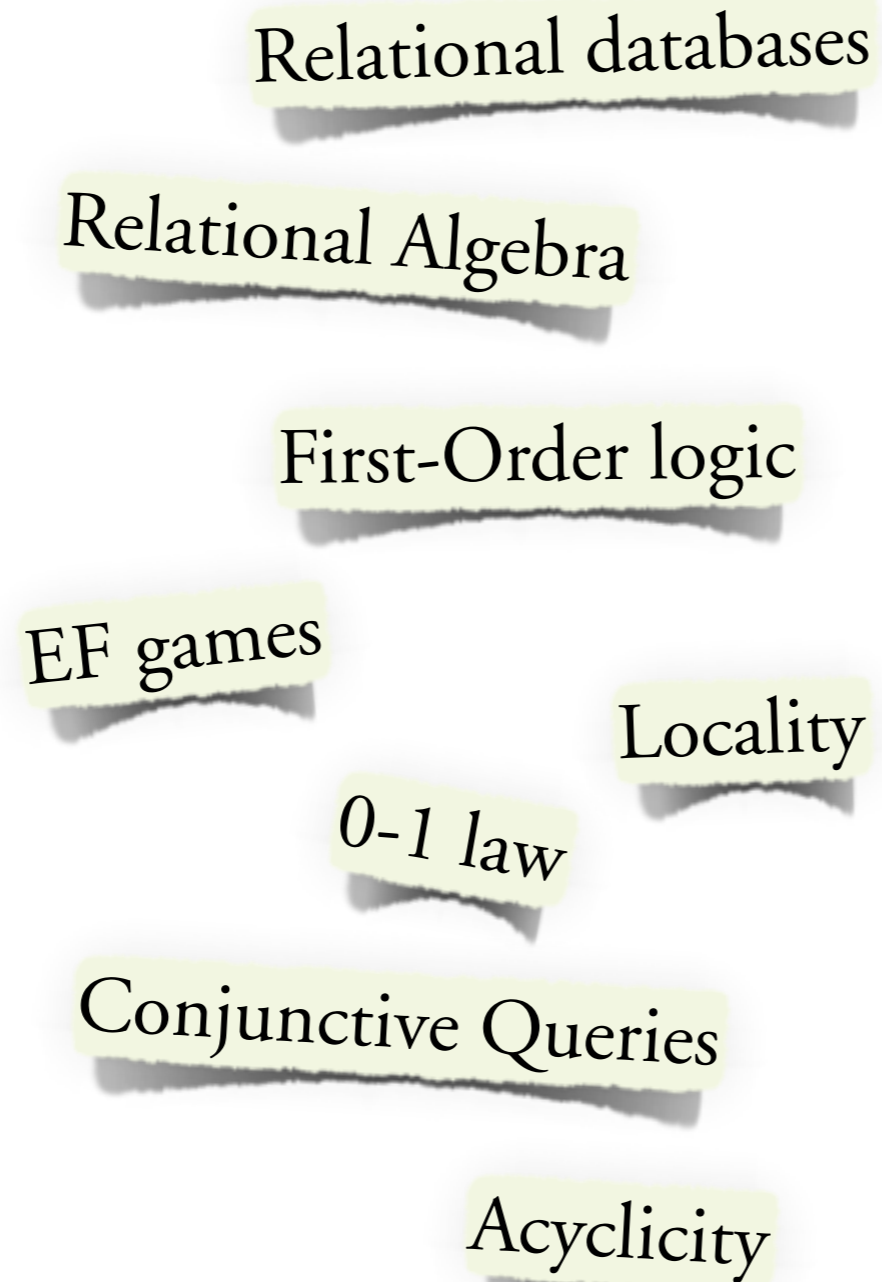 Relational databases
Relational Algebra
First-Order logic
EF games
Locality
0-1 law
Conjunctive Queries
Acyclicity